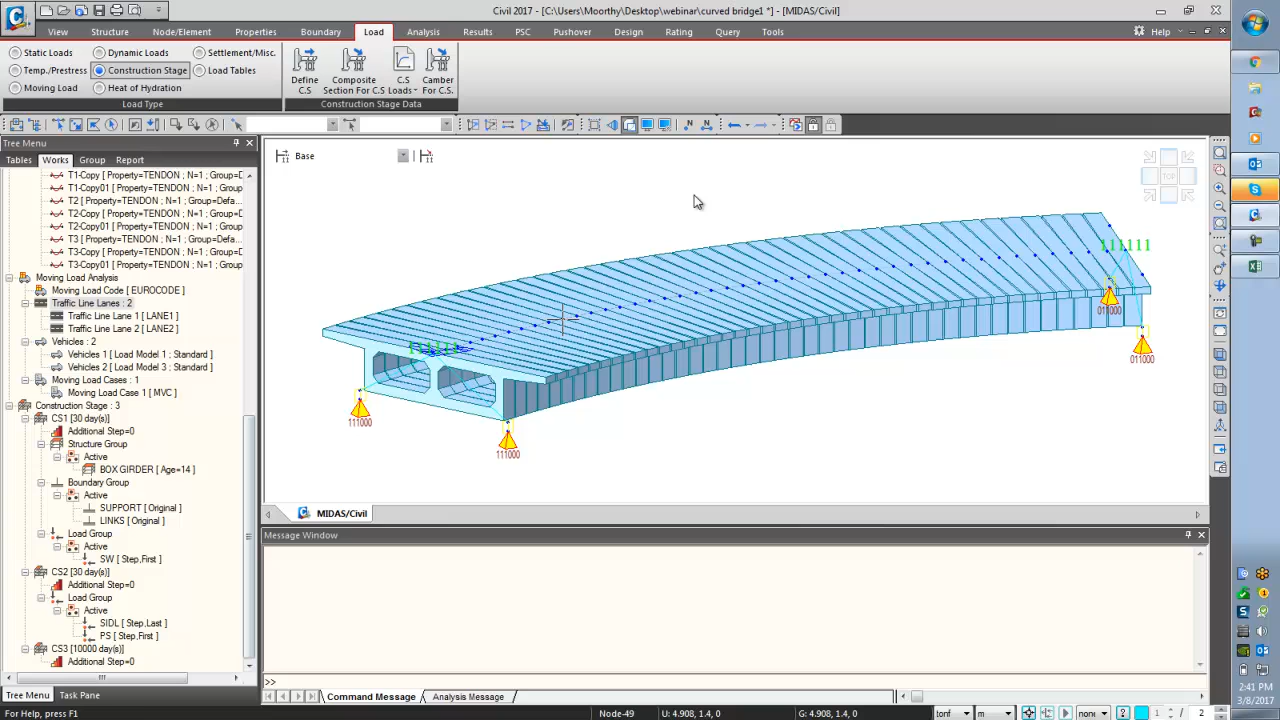 Civil 2017 - [C:\Users\Moorthy\Desktop\webinar\curved bridge1 *] - [MIDAS/Civil]
View Structure Node/Element Properties Boundary Load Analysis Results PSC Pushover Design Rating Query Tools Help
Static Loads Dynamic Loads Settlement/Misc.
Temp./Prestress Construction Stage Load Tables
Moving Load Heat of Hydration
Load Type
Define C.S
Composite Section For C.S
C.S Loads
Camber For C.S.
Construction Stage Data
Tree Menu
Tables Works Group Report
T1-Copy [ Property=TENDON ; N=1 ; Group=D...
T1-Copy01 [ Property=TENDON ; N=1 ; Group=...
T2 [ Property=TENDON ; N=1 ; Group=Defa...
T2-Copy [ Property=TENDON ; N=1 ; Group=D...
T2-Copy01 [ Property=TENDON ; N=1 ; Group=...
T3 [ Property=TENDON ; N=1 ; Group=Defa...
T3-Copy [ Property=TENDON ; N=1 ; Group=D...
T3-Copy01 [ Property=TENDON ; N=1 ; Group=...
Moving Load Analysis
Moving Load Code [ EUROCODE ]
Traffic Line Lanes : 2
Traffic Line Lane 1 [ LANE1 ]
Traffic Line Lane 2 [ LANE2 ]
Vehicles : 2
Vehicles 1 [ Load Model 1 ; Standard ]
Vehicles 2 [ Load Model 3 ; Standard ]
Moving Load Cases : 1
Moving Load Case 1 [ MVC ]
Construction Stage : 3
CS1 [30 day(s)]
Additional Step=0
Structure Group
Active
BOX GIRDER [ Age=14 ]
Boundary Group
Active
SUPPORT [ Original ]
LINKS [ Original ]
Load Group
Active
SW [ Step,First ]
CS2 [30 day(s)]
Additional Step=0
Load Group
Active
SIDL [ Step,Last ]
PS [ Step,First ]
CS3 [10000 day(s)]
Additional Step=0
Tree Menu Task Pane
Base
TOP
111111
111111
011000
011000
111000
111000
MIDAS/Civil
Message Window
>>
Command Message Analysis Message
For Help, press F1
Node-49
U: 4.908, 1.4, 0
G: 4.908, 1.4, 0
tonf
m
none
1 / 2
2:41 PM
3/8/2017